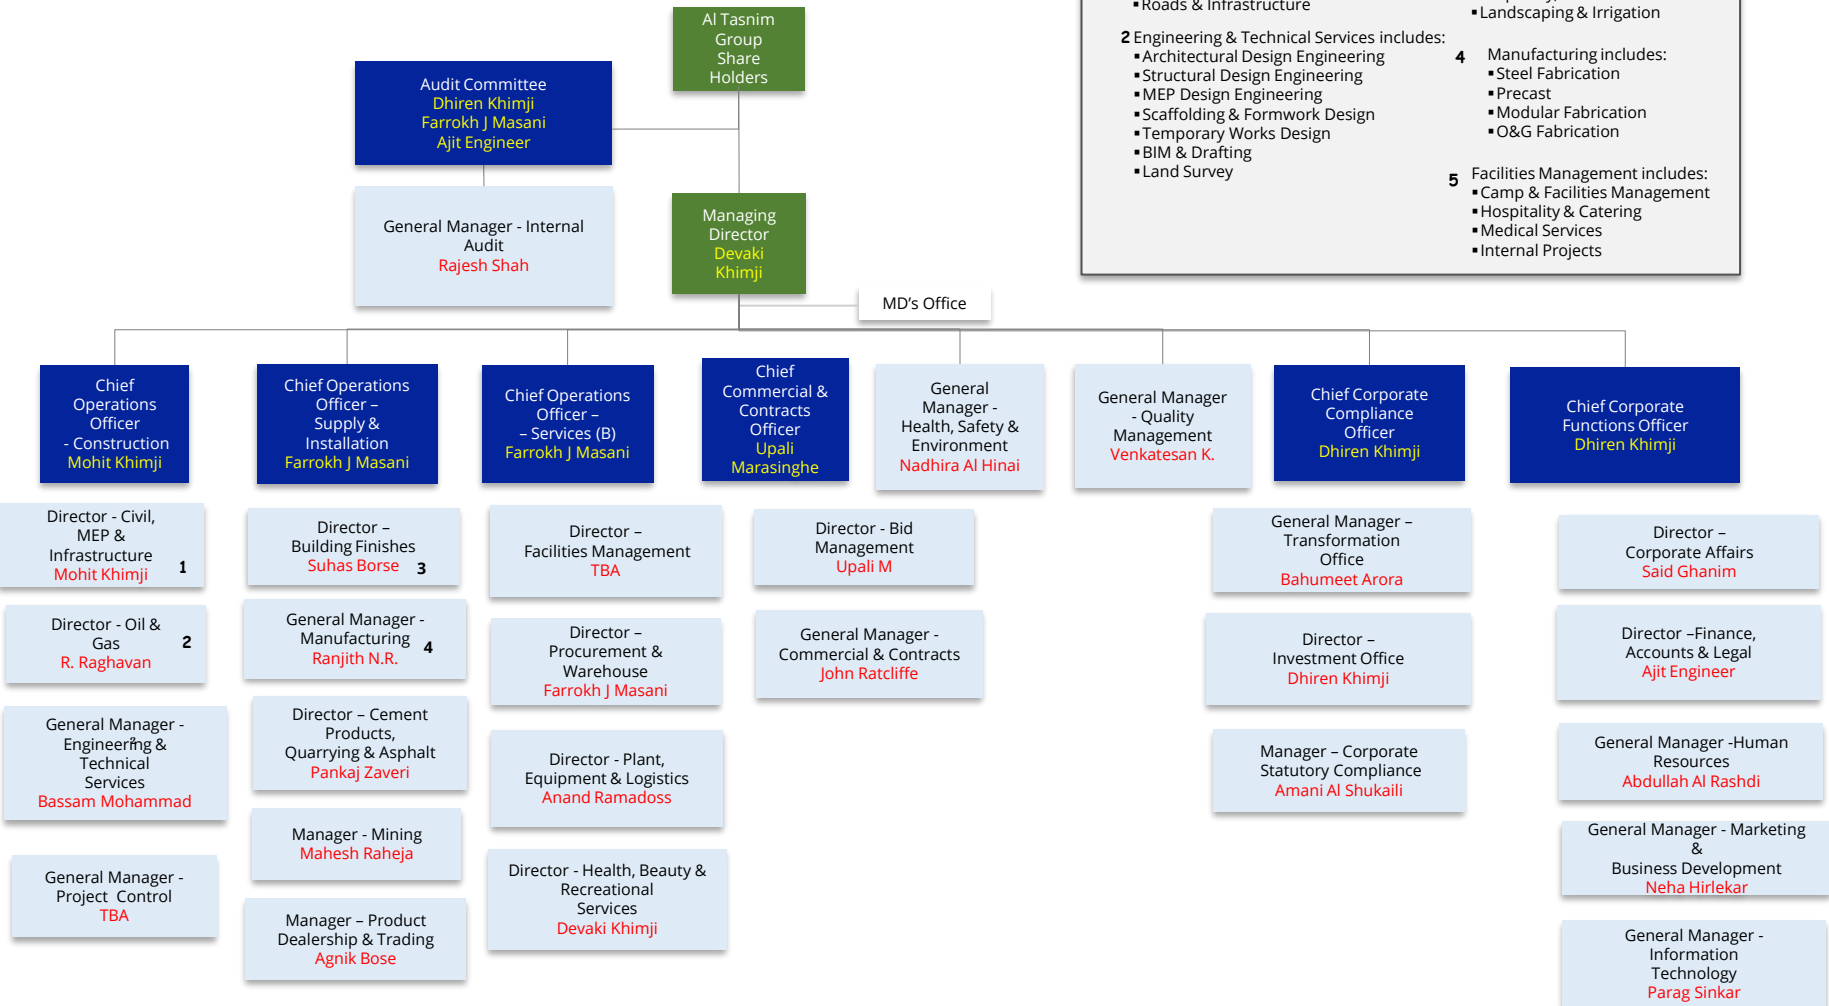 Al Tasnim
Group
Share
Holders
Audit Committee
Dhiren Khimji
Farrokh J Masani
Ajit Engineer
General Manager - Internal
Audit
Rajesh Shah
Managing
Director
Devaki
Khimji
MD's Office
▪Roads & Infrastructure
2 Engineering & Technical Services includes:
▪Architectural Design Engineering
▪Structural Design Engineering
▪MEP Design Engineering
▪Scaffolding & Formwork Design
▪Temporary Works Design
▪BIM & Drafting
▪Land Survey
▪Landscaping & Irrigation
4 Manufacturing includes:
▪Steel Fabrication
▪Precast
▪Modular Fabrication
▪O&G Fabrication
5 Facilities Management includes:
▪Camp & Facilities Management
▪Hospitality & Catering
▪Medical Services
▪Internal Projects
Chief
Operations
Officer
- Construction
Mohit Khimji
Chief Operations
Officer –
Supply &
Installation
Farrokh J Masani
Chief Operations
Officer –
– Services (B)
Farrokh J Masani
Chief
Commercial &
Contracts
Officer
Upali
Marasinghe
General
Manager -
Health, Safety &
Environment
Nadhira Al Hinai
General Manager
- Quality
Management
Venkatesan K.
Chief Corporate
Compliance
Officer
Dhiren Khimji
Chief Corporate
Functions Officer
Dhiren Khimji
Director - Civil,
MEP &
Infrastructure
Mohit Khimji 1
Director - Oil &
Gas 2
R. Raghavan
General Manager -
Engineering &
Technical
Services
Bassam Mohammad
General Manager -
Project Control
TBA
Director –
Building Finishes
Suhas Borse 3
General Manager -
Manufacturing 4
Ranjith N.R.
Director – Cement
Products,
Quarrying & Asphalt
Pankaj Zaveri
Manager - Mining
Mahesh Raheja
Manager – Product
Dealership & Trading
Agnik Bose
Director –
Facilities Management
TBA
Director –
Procurement &
Warehouse
Farrokh J Masani
Director - Plant,
Equipment & Logistics
Anand Ramadoss
Director - Health, Beauty &
Recreational
Services
Devaki Khimji
Director - Bid
Management
Upali M
General Manager -
Commercial & Contracts
John Ratcliffe
General Manager –
Transformation
Office
Bahumeet Arora
Director –
Investment Office
Dhiren Khimji
Manager – Corporate
Statutory Compliance
Amani Al Shukaili
Director –
Corporate Affairs
Said Ghanim
Director –Finance,
Accounts & Legal
Ajit Engineer
General Manager -Human
Resources
Abdullah Al Rashdi
General Manager - Marketing
&
Business Development
Neha Hirlekar
General Manager -
Information
Technology
Parag Sinkar